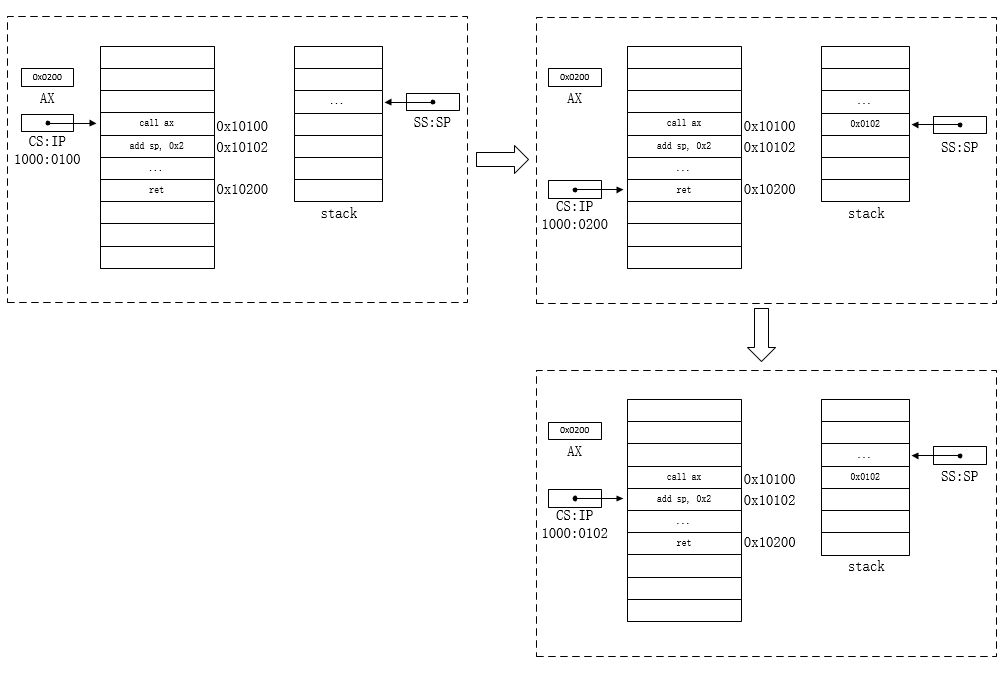 0x0200
AX
...
SS:SP
call ax
0x10100
CS:IP
1000:0100
add sp, 0x2
0x10102
...
ret
0x10200
stack
0x0200
AX
...
call ax
0x10100
0x0102
SS:SP
add sp, 0x2
0x10102
...
ret
0x10200
CS:IP
1000:0200
stack
0x0200
AX
...
SS:SP
call ax
0x10100
0x0102
add sp, 0x2
0x10102
CS:IP
1000:0102
...
ret
0x10200
stack